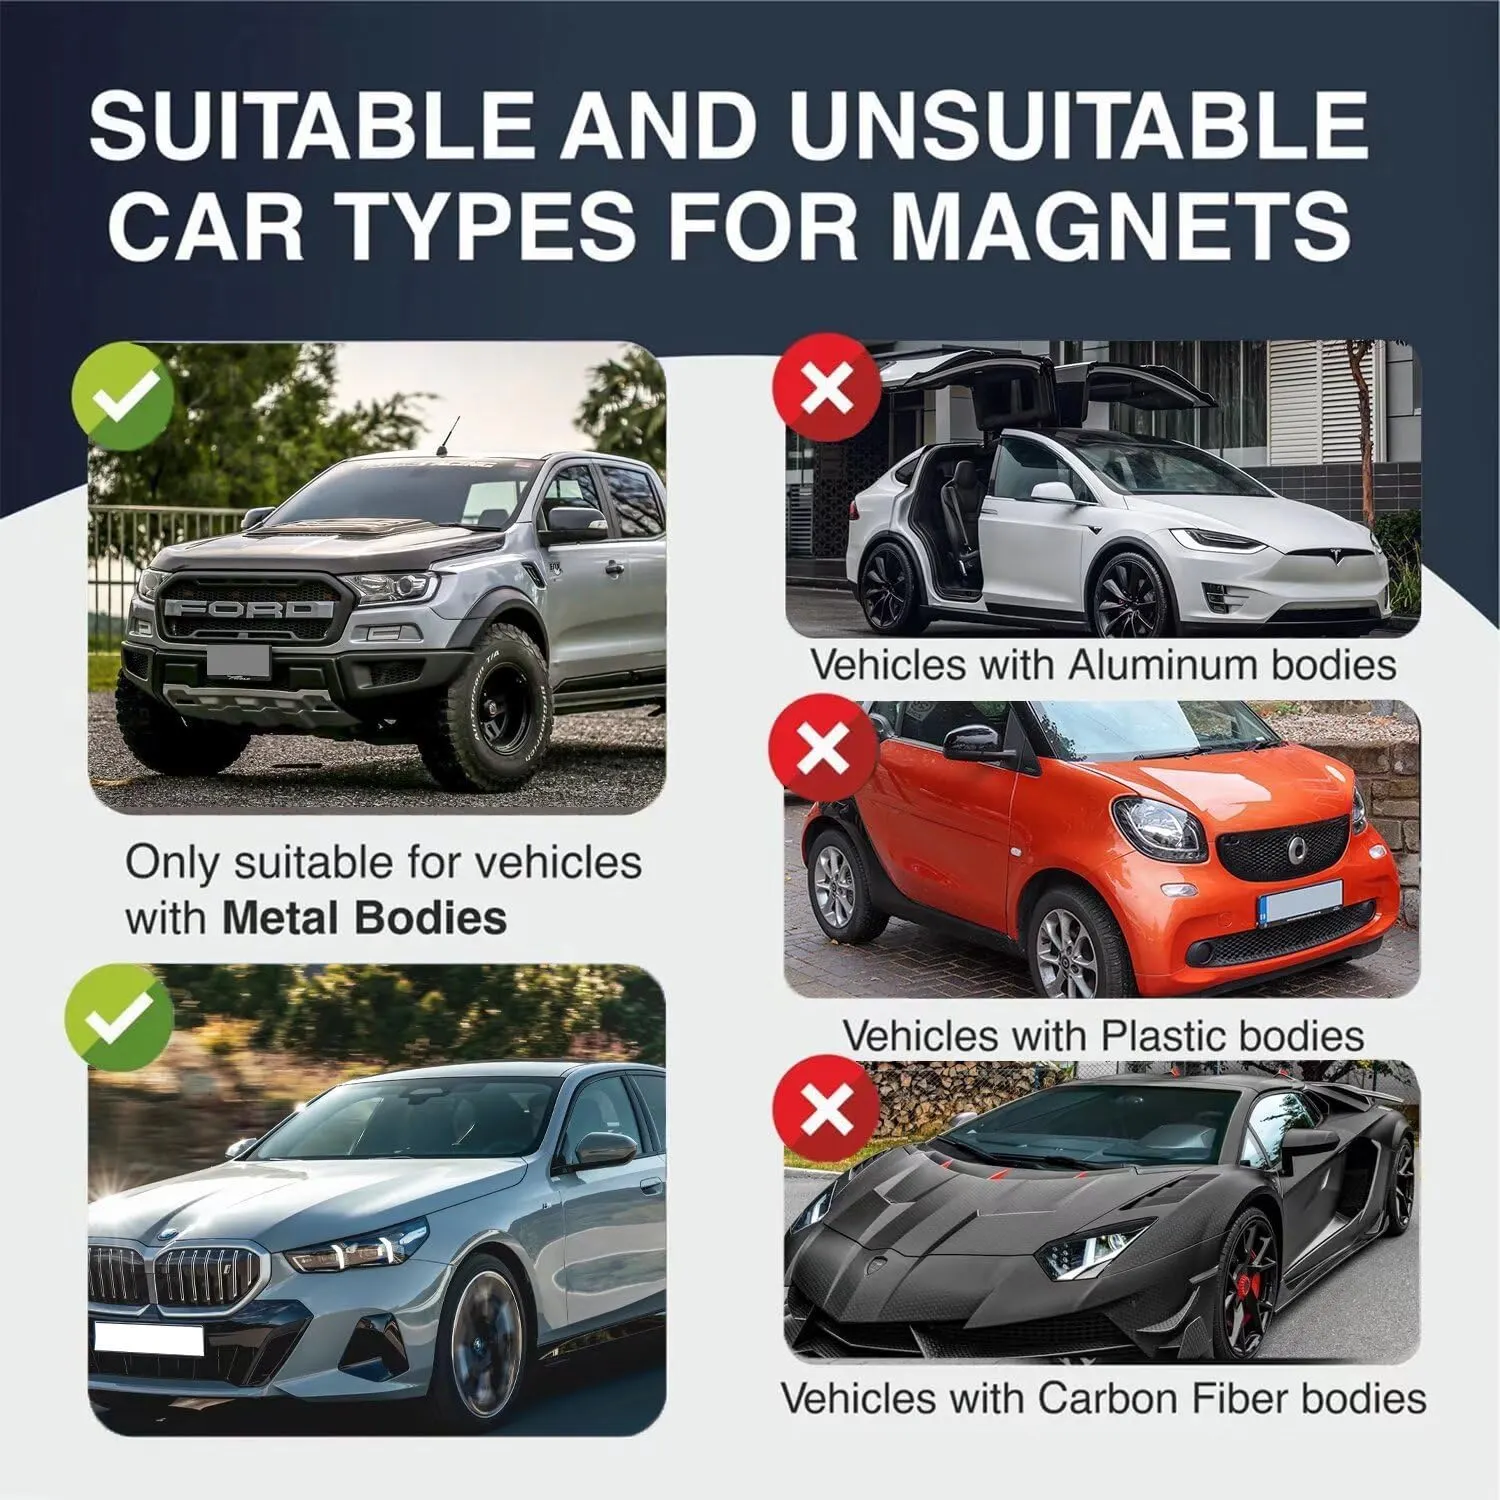 SUITABLE AND UNSUITABLE
CAR TYPES FOR MAGNETS
FORD
Only suitable for vehicles
with Metal Bodies
Vehicles with Aluminum bodies
Vehicles with Plastic bodies
Vehicles with Carbon Fiber bodies